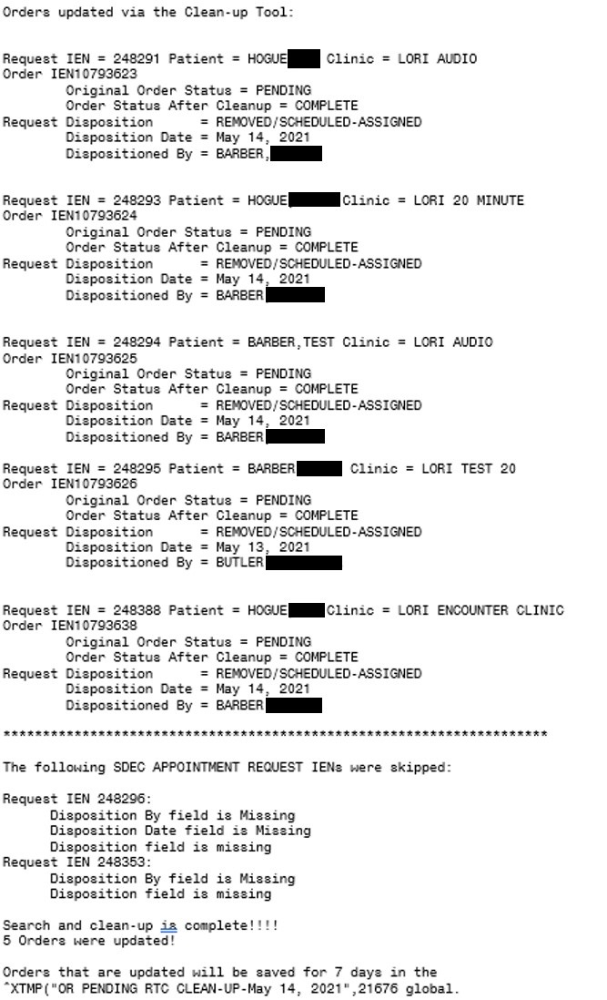 Orders updated via the Clean-up Tool:
Request IEN = 248291 Patient = HOGUE Clinic = LORI AUDIO
Order IEN10793623
Original Order Status = PENDING
Order Status After Cleanup = COMPLETE
Request Disposition = REMOVED/SCHEDULED-ASSIGNED
Disposition Date = May 14, 2021
Dispositioned By = BARBER,
Request IEN = 248293 Patient = HOGUE Clinic = LORI 20 MINUTE
Order IEN10793624
Original Order Status = PENDING
Order Status After Cleanup = COMPLETE
Request Disposition = REMOVED/SCHEDULED-ASSIGNED
Disposition Date = May 14, 2021
Dispositioned By = BARBER
Request IEN = 248294 Patient = BARBER,TEST Clinic = LORI AUDIO
Order IEN10793625
Original Order Status = PENDING
Order Status After Cleanup = COMPLETE
Request Disposition = REMOVED/SCHEDULED-ASSIGNED
Disposition Date = May 14, 2021
Dispositioned By = BARBER
Request IEN = 248295 Patient = BARBER Clinic = LORI TEST 20
Order IEN10793626
Original Order Status = PENDING
Order Status After Cleanup = COMPLETE
Request Disposition = REMOVED/SCHEDULED-ASSIGNED
Disposition Date = May 13, 2021
Dispositioned By = BUTLER
Request IEN = 248388 Patient = HOGUE Clinic = LORI ENCOUNTER CLINIC
Order IEN10793638
Original Order Status = PENDING
Order Status After Cleanup = COMPLETE
Request Disposition = REMOVED/SCHEDULED-ASSIGNED
Disposition Date = May 14, 2021
Dispositioned By = BARBER
*********************************************************************
The following SDEC APPOINTMENT REQUEST IENs were skipped:
Request IEN 248296:
Disposition By field is Missing
Disposition Date field is Missing
Disposition field is missing
Request IEN 248353:
Disposition By field is Missing
Disposition field is missing
Search and clean-up is complete!!!!
5 Orders were updated!
Orders that are updated will be saved for 7 days in the
^XTMP("OR PENDING RTC CLEAN-UP-May 14, 2021",21676 global.